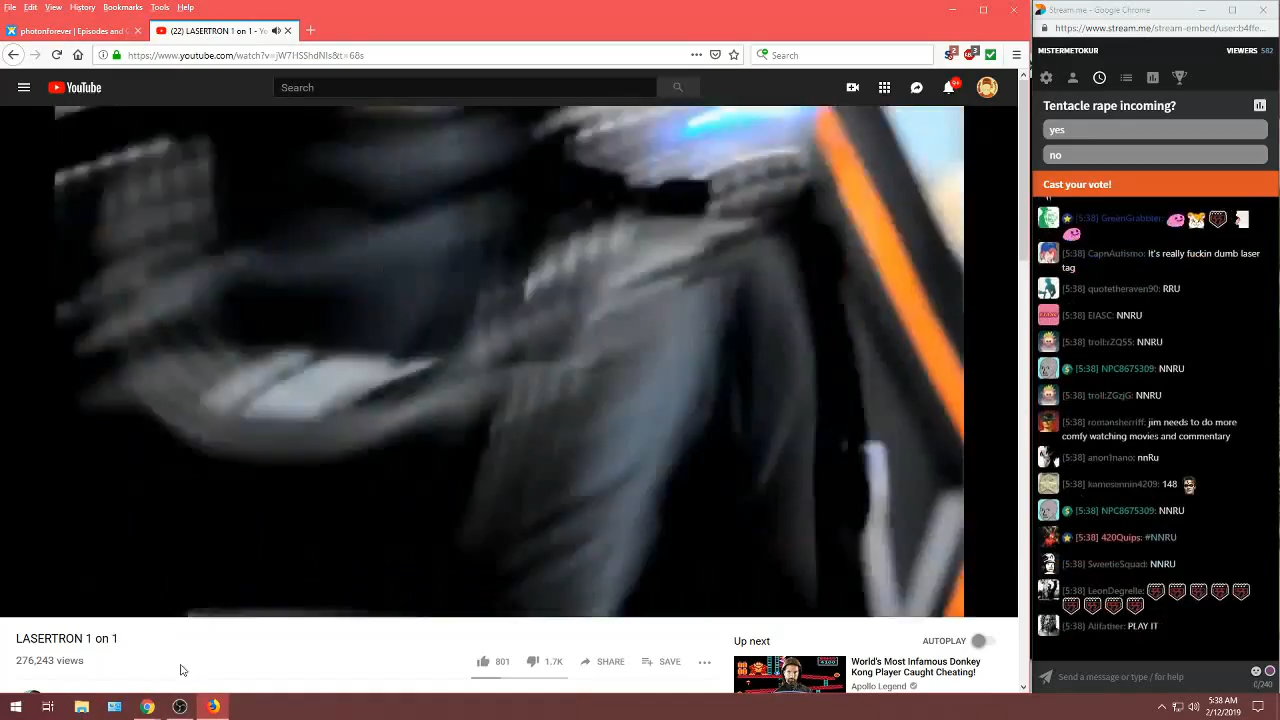 File Edit View History Bookmarks Tools Help
photonforever | Episodes and
(22) LASERTRON 1 on 1 - Yo
https://www.youtube.com/watch?v=jW7HSShdNIs&t=68s
Search
YouTube
Search
9+
LASERTRON 1 on 1
276,243 views
801
1.7K
SHARE
SAVE
Up next
AUTOPLAY
World's Most Infamous Donkey
Kong Player Caught Cheating!
Apollo Legend
Stream.me - Google Chrome
https://www.stream.me/stream-embed/user:b4ffe...
MISTERMETOKUR
VIEWERS 582
Tentacle rape incoming?
yes
no
Cast your vote!
[5:38] GreenGrabbler:
[5:38] CapnAutismo: It's really fuckin dumb laser
tag
[5:38] quotetheraven90: RRU
[5:38] EIASC: NNRU
[5:38] troll:rZQ55: NNRU
[5:38] NPC8675309: NNRU
[5:38] troll:ZGzjG: NNRU
[5:38] romansherriff: jim needs to do more
comfy watching movies and commentary
[5:38] anon1nano: nnRu
[5:38] kamesennin4209: 148
[5:38] NPC8675309: NNRU
[5:38] 420Quips: #NNRU
[5:38] SweetieSquad: NNRU
[5:38] LeonDegrelle:
[5:38] Allfather: PLAY IT
Send a message or type / for help
0/240
5:38 AM
2/12/2019